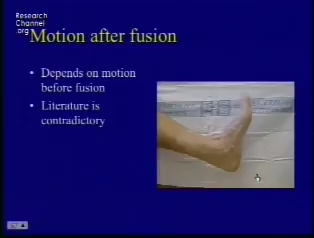 Research
Channel
.org
Motion after fusion
• Depends on motion
before fusion
• Literature is
contradictory